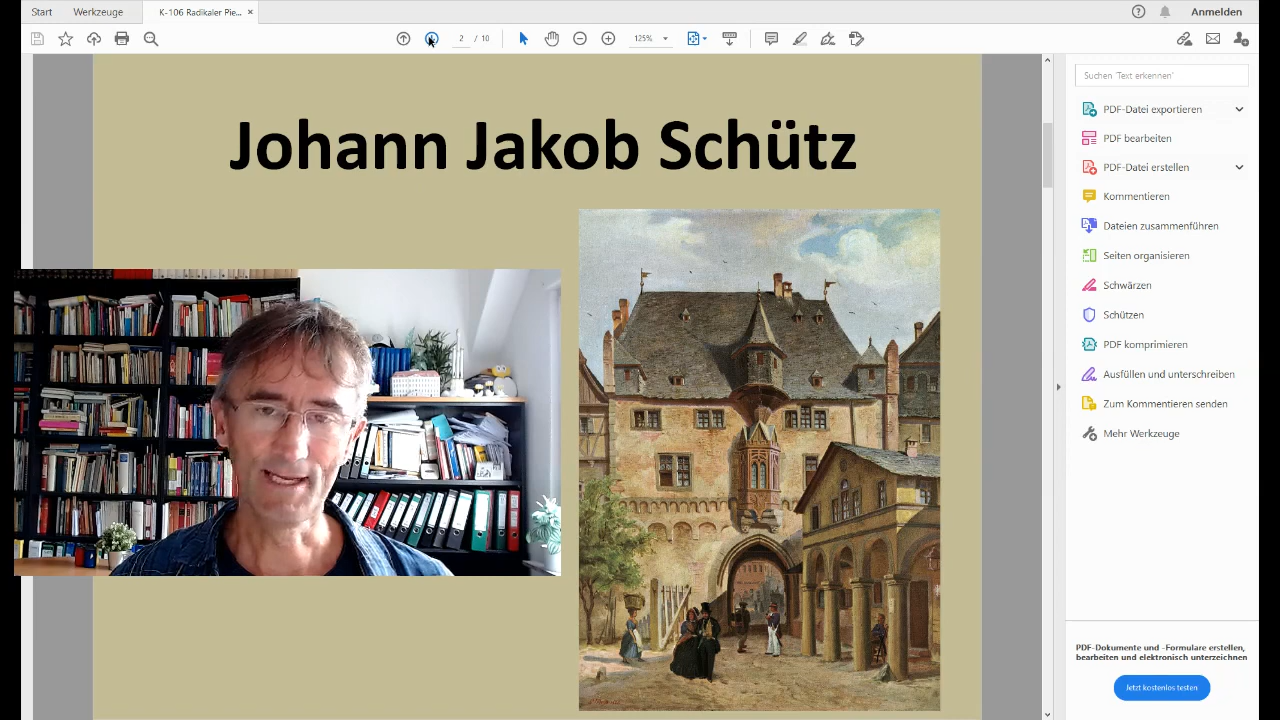 Start
Werkzeuge
K-106 Radikaler Pie... ×
Anmelden
2 / 10
125%
Johann Jakob Schütz
Suchen 'Text erkennen'
PDF-Datei exportieren
PDF bearbeiten
PDF-Datei erstellen
Kommentieren
Dateien zusammenführen
Seiten organisieren
Schwärzen
Schützen
PDF komprimieren
Ausfüllen und unterschreiben
Zum Kommentieren senden
Mehr Werkzeuge
PDF-Dokumente und -Formulare erstellen,
bearbeiten und elektronisch unterzeichnen
Jetzt kostenlos testen